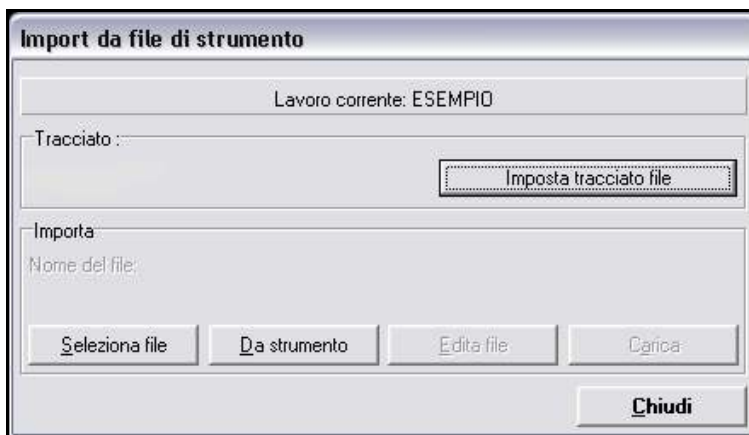 Import da file di strumento
Lavoro corrente: ESEMPIO
Tracciato :
Imposta tracciato file
Importa
Nome del file:
Seleziona file Da strumento Edita file Carica
Chiudi